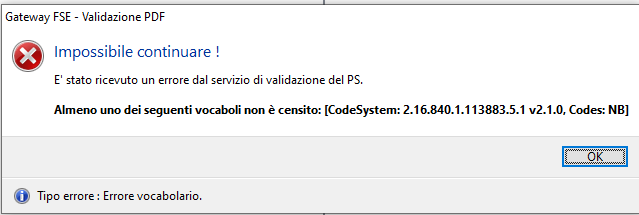 Gateway FSE - Validazione PDF
Impossibile continuare !
E' stato ricevuto un errore dal servizio di validazione del PS.
Almeno uno dei seguenti vocaboli non è censito: [CodeSystem: 2.16.840.1.113883.5.1 v2.1.0, Codes: NB]
OK
Tipo errore : Errore vocabolario.